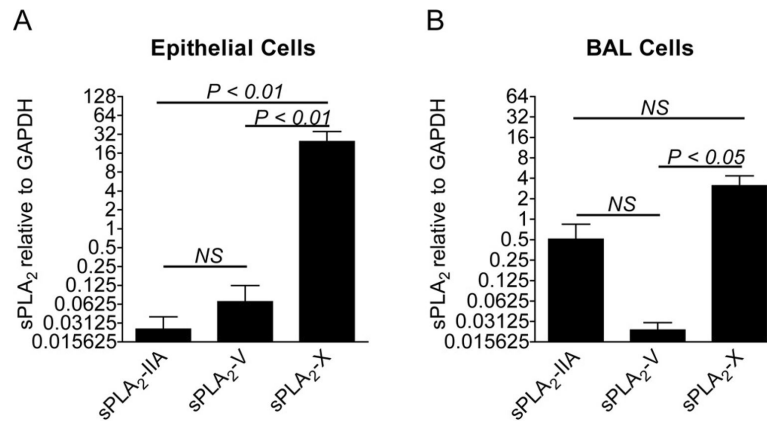 A
Epithelial Cells
sPLA₂ relative to GAPDH
128
64
32
16
8
4
2
1
0.5
0.25
0.125
0.0625
0.03125
0.015625
P < 0.01
P < 0.01
NS
sPLA₂-IIA
sPLA₂-V
sPLA₂-X
B
BAL Cells
sPLA₂ relative to GAPDH
64
32
16
8
4
2
1
0.5
0.25
0.125
0.0625
0.03125
0.015625
NS
P < 0.05
NS
sPLA₂-IIA
sPLA₂-V
sPLA₂-X